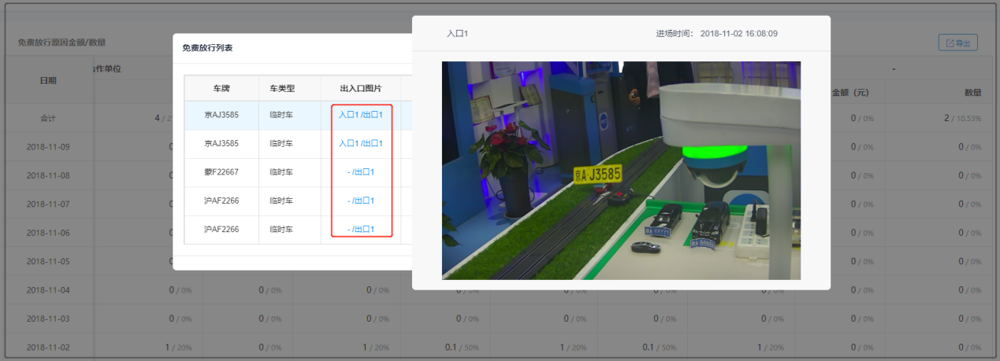 入口1 进场时间： 2018-11-02 16:08:09
免费放行原因金额/数量
导出
免费放行列表
日期 合作单位 -
车牌 车类型 出入口图片
金额（元） 数量
合计 4 / 2 0 / 0% 2 / 10.53%
京AJ3585 临时车 入口1 /出口1
京AJ3585 临时车 入口1 /出口1
蒙F22667 临时车 - /出口1
沪AF2266 临时车 - /出口1
沪AF2266 临时车 - /出口1
京A·J3585
2018-11-09 0 0 / 0% 0 / 0%
2018-11-08 0 0 / 0% 0 / 0%
2018-11-07 0 0 / 0% 0 / 0%
2018-11-06 0 0 / 0% 0 / 0%
2018-11-05 0 0 / 0% 0 / 0%
2018-11-04 0 / 0% 0 / 0% 0 / 0% 0 / 0% 0 / 0% 0 / 0% 0 / 0% 0 / 0% 0 / 0%
2018-11-03 0 / 0% 0 / 0% 0 / 0% 0 / 0% 0 / 0% 0 / 0% 0 / 0% 0 / 0% 0 / 0%
2018-11-02 1 / 20% 0 / 0% 1 / 20% 0.1 / 50% 1 / 20% 0.1 / 50% 1 / 20% 0 / 0% 0 / 0%